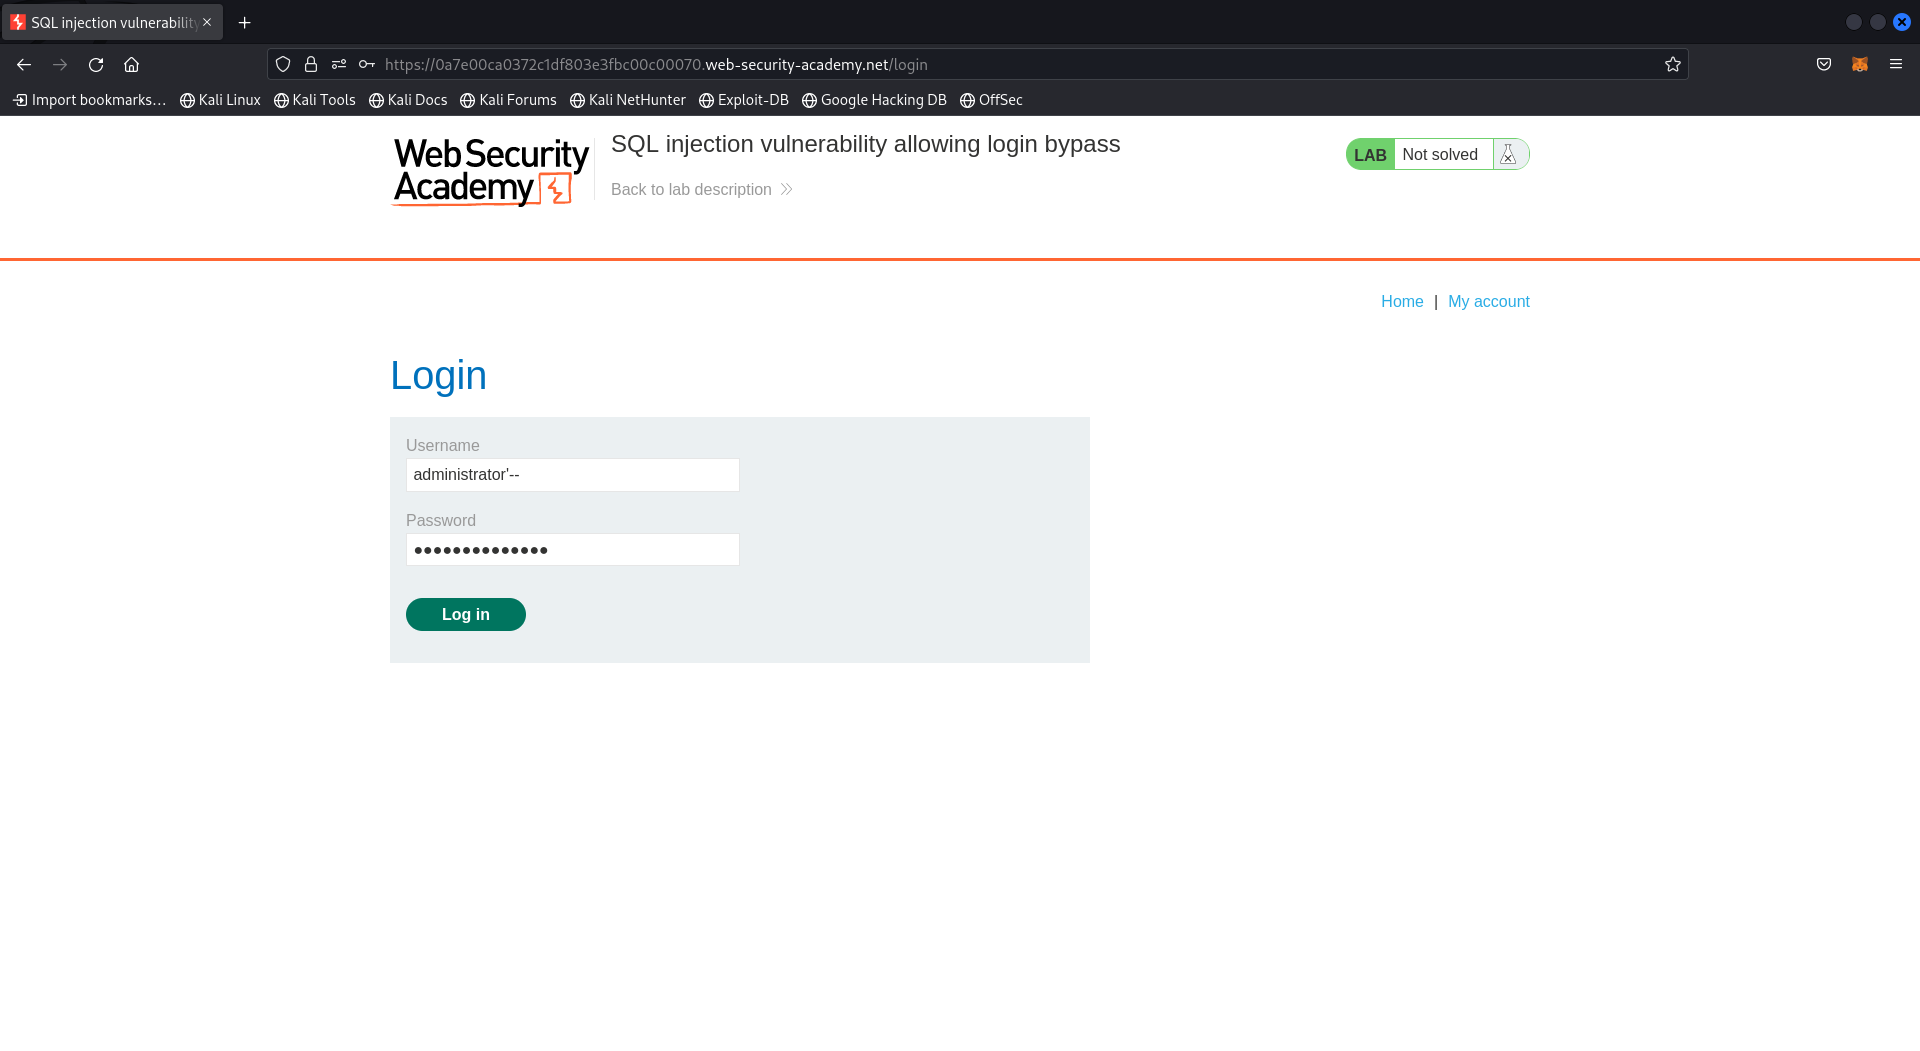 SQL injection vulnerability
Import bookmarks... Kali Linux Kali Tools Kali Docs Kali Forums Kali NetHunter Exploit-DB Google Hacking DB OffSec
https://0a7e00ca0372c1df803e3fbc00c00070.web-security-academy.net/login
Web Security
Academy
SQL injection vulnerability allowing login bypass
Back to lab description
LAB Not solved
Home | My account
Login
Username
administrator'--
Password
Log in